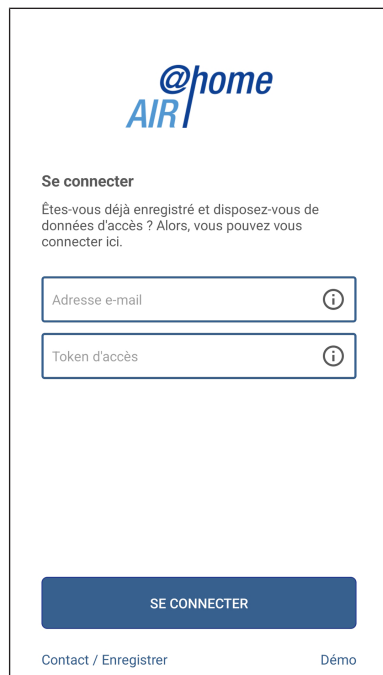 @home
AIR
Se connecter
Êtes-vous déjà enregistré et disposez-vous de
données d'accès ? Alors, vous pouvez vous
connecter ici.
Adresse e-mail
Token d'accès
SE CONNECTER
Contact / Enregistrer Démo